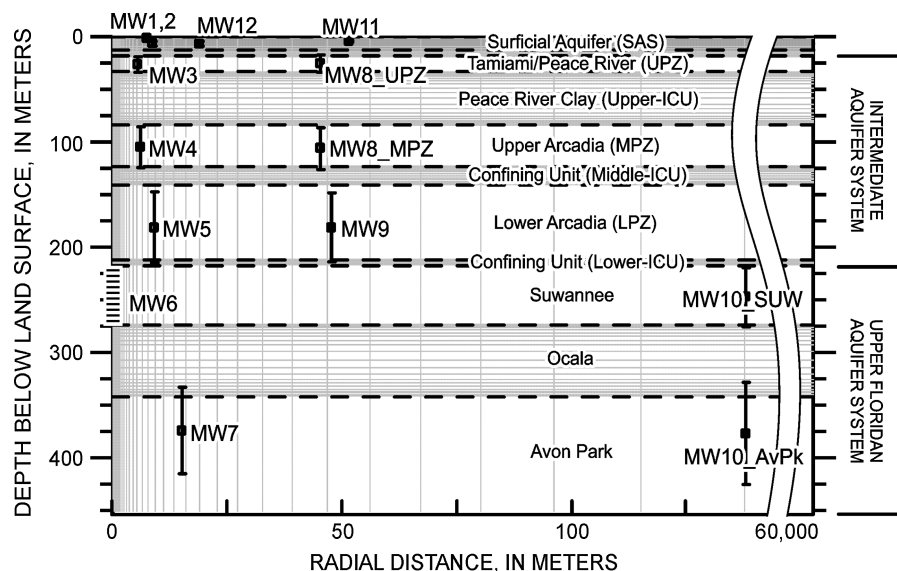 MW1,2
MW12
MW11
0
Surficial Aquifer (SAS)
Tamiami/Peace River (UPZ)
MW3
MW8_UPZ
Peace River Clay (Upper-ICU)
100
MW4
MW8_MPZ
Upper Arcadia (MPZ)
Confining Unit (Middle-ICU)
MW5
MW9
Lower Arcadia (LPZ)
200
Confining Unit (Lower-ICU)
MW6
Suwannee
MW10_SUW
300
Ocala
MW7
400
Avon Park
MW10_AvPk
0
50
100
60,000
RADIAL DISTANCE, IN METERS
DEPTH BELOW LAND SURFACE, IN METERS
INTERMEDIATE
AQUIFER SYSTEM
UPPER FLORIDAN
AQUIFER SYSTEM